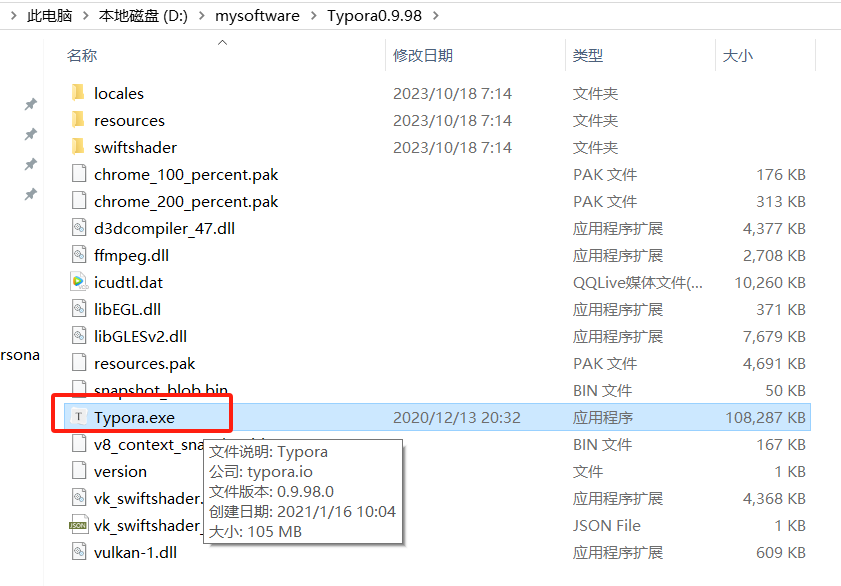 此电脑 > 本地磁盘 (D:) > mysoftware > Typora0.9.98 >
名称 修改日期 类型 大小
locales 2023/10/18 7:14 文件夹
resources 2023/10/18 7:14 文件夹
swiftshader 2023/10/18 7:14 文件夹
chrome_100_percent.pak PAK 文件 176 KB
chrome_200_percent.pak PAK 文件 313 KB
d3dcompiler_47.dll 应用程序扩展 4,377 KB
ffmpeg.dll 应用程序扩展 2,708 KB
icudtl.dat QQLive媒体文件(... 10,260 KB
libEGL.dll 应用程序扩展 371 KB
libGLESv2.dll 应用程序扩展 7,679 KB
rsona
resources.pak PAK 文件 4,691 KB
snapshot_blob.bin BIN 文件 50 KB
Typora.exe 2020/12/13 20:32 应用程序 108,287 KB
v8_context_sna BIN 文件 167 KB
version 文件 1 KB
vk_swiftshader. 应用程序扩展 4,368 KB
vk_swiftshader_ JSON File 1 KB
vulkan-1.dll 应用程序扩展 609 KB
文件说明: Typora
公司: typora.io
文件版本: 0.9.98.0
创建日期: 2021/1/16 10:04
大小: 105 MB